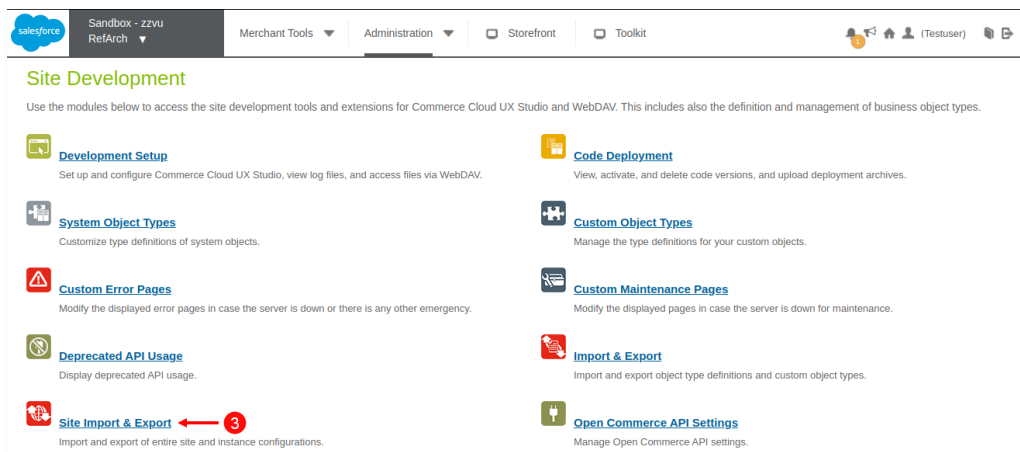 salesforce
Sandbox - zzvu
RefArch
Merchant Tools
Administration
Storefront
Toolkit
1
(Testuser)
Site Development
Use the modules below to access the site development tools and extensions for Commerce Cloud UX Studio and WebDAV. This includes also the definition and management of business object types.
Development Setup
Set up and configure Commerce Cloud UX Studio, view log files, and access files via WebDAV.
Code Deployment
View, activate, and delete code versions, and upload deployment archives.
System Object Types
Customize type definitions of system objects.
Custom Object Types
Manage the type definitions for your custom objects.
Custom Error Pages
Modify the displayed error pages in case the server is down or there is any other emergency.
Custom Maintenance Pages
Modify the displayed pages in case the server is down for maintenance.
Deprecated API Usage
Display deprecated API usage.
Import & Export
Import and export object type definitions and custom object types.
Site Import & Export
3
Import and export of entire site and instance configurations.
Open Commerce API Settings
Manage Open Commerce API settings.